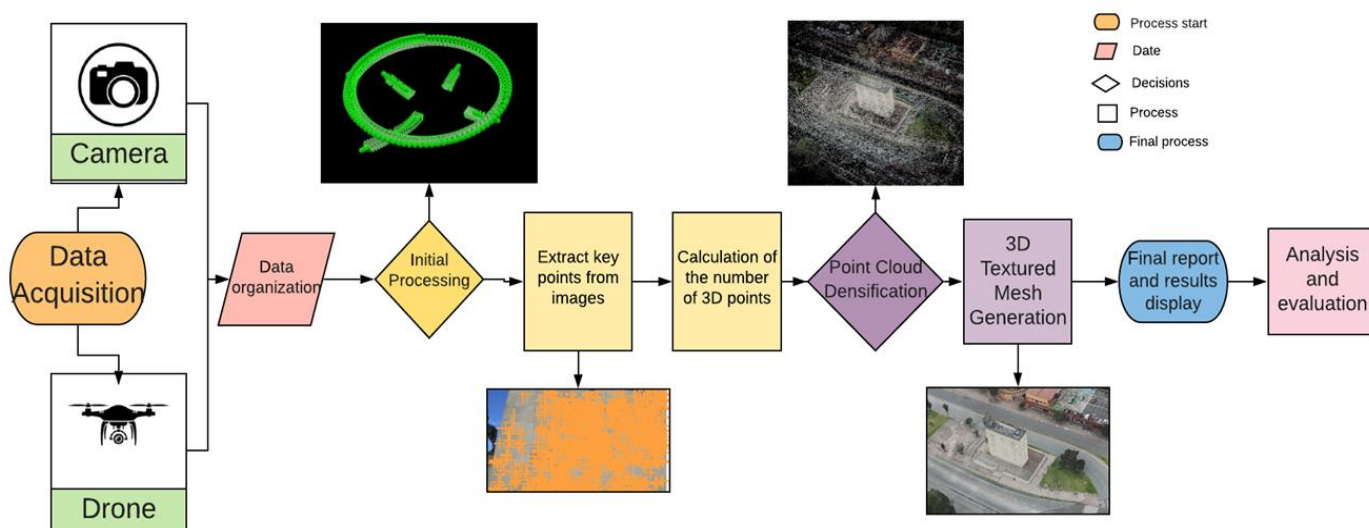 Process start
Date
Decisions
Process
Final process
Camera
Data
Acquisition
Drone
Data
organization
Initial
Processing
Extract key
points from
images
Calculation of
the number
of 3D points
Point Cloud
Densification
3D
Textured
Mesh
Generation
Final report
and results
display
Analysis
and
evaluation